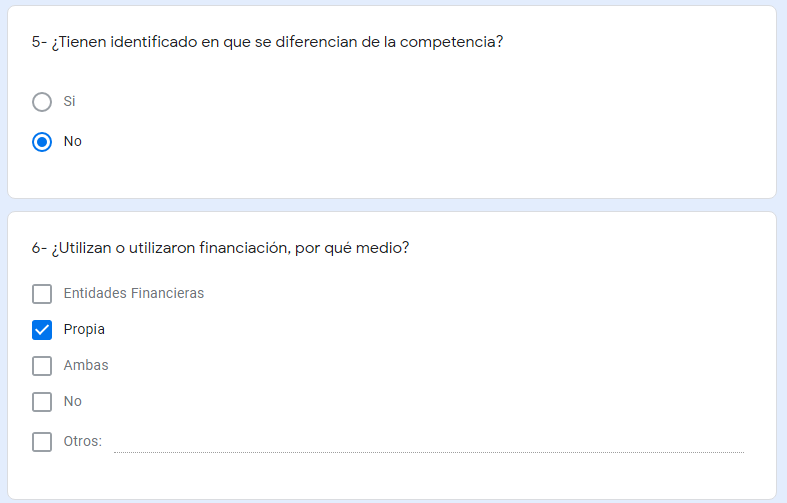 5- ¿Tienen identificado en que se diferencian de la competencia?
Si
No
6- ¿Utilizan o utilizaron financiación, por qué medio?
Entidades Financieras
Propia
Ambas
No
Otros: